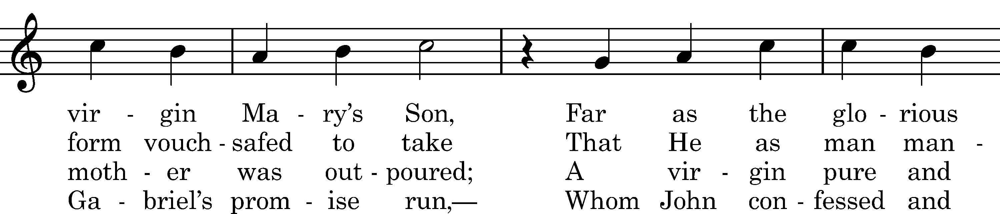 vir - gin Ma - ry’s Son, Far as the glo - rious
form vouch - safed to take That He as man man -
moth - er was out - poured; A vir - gin pure and
Ga - briel’s prom - ise run,— Whom John con - fessed and